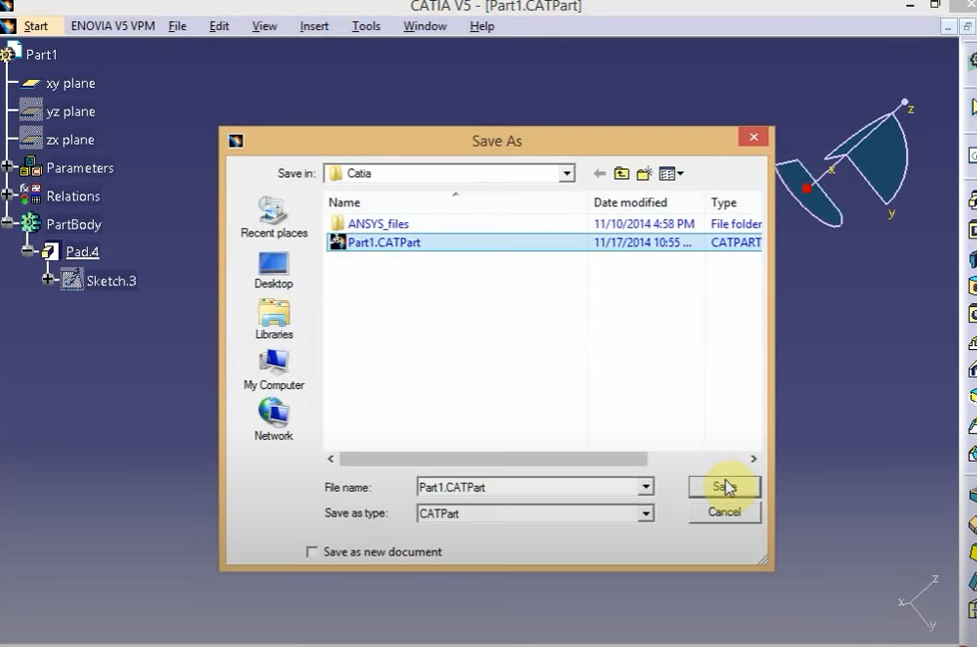 CATIA V5 - [Part1.CATPart]
Start ENOVIA V5 VPM File Edit View Insert Tools Window Help
Part1
xy plane
yz plane
zx plane
Parameters
Relations
PartBody
Pad.4
Sketch.3
Save As
Save in: Catia
Name Date modified Type
ANSYS_files 11/10/2014 4:58 PM File folder
Part1.CATPart 11/17/2014 10:55 ... CATPART
Recent places
Desktop
Libraries
My Computer
Network
File name: Part1.CATPart Save
Save as type: CATPart Cancel
Save as new document
z
x
y
z
x
y